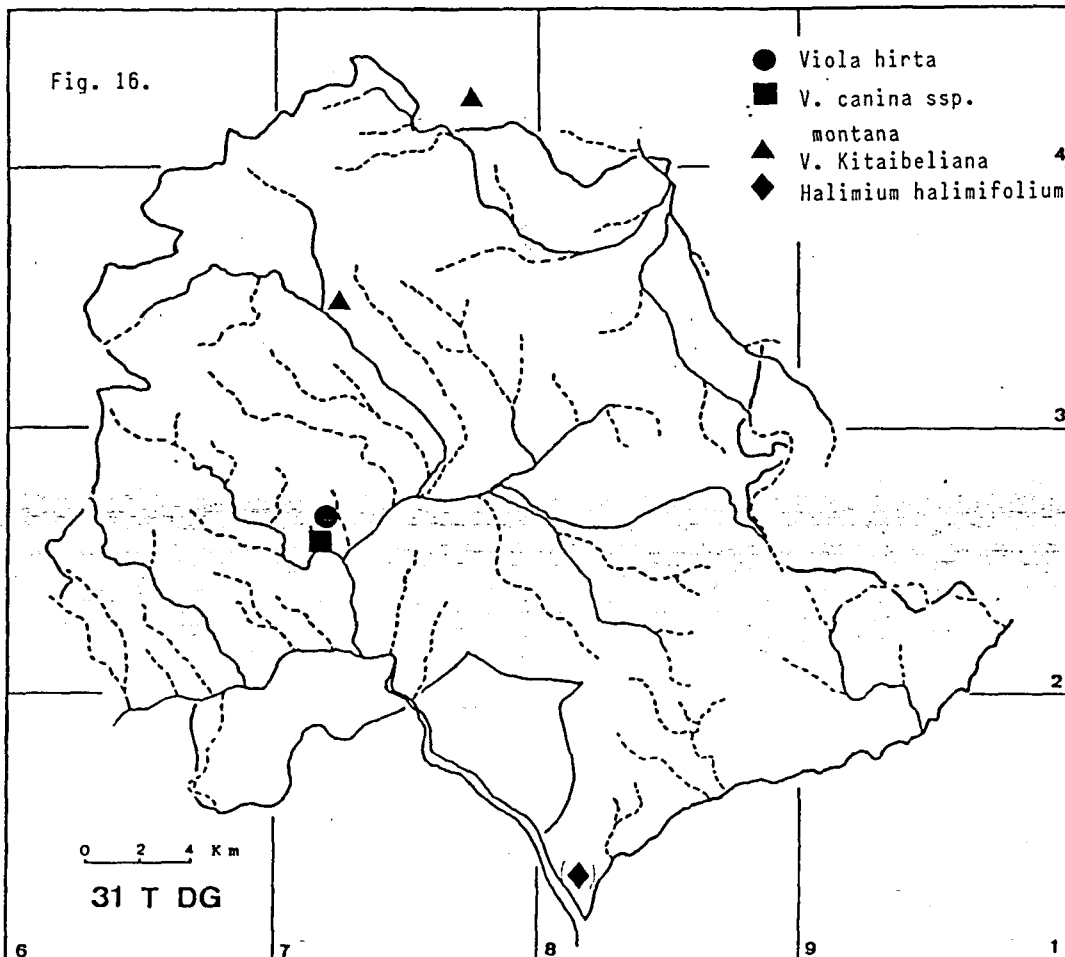 Fig. 16.
Viola hirta
V. canina ssp.
montana
V. Kitaibeliana
Halimium halimifolium
4
3
2
0 2 4 Km
31 T DG
6 7 8 9 1